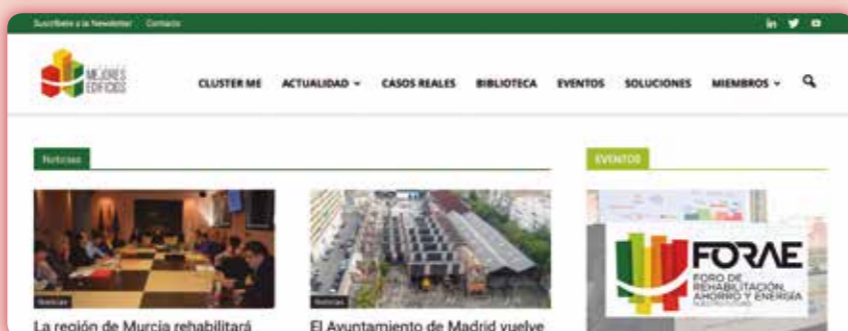 Suscríbete a la Newsletter Contacto
MEJORES
EDIFICIOS
CLUSTER ME ACTUALIDAD CASOS REALES BIBLIOTECA EVENTOS SOLUCIONES MIEMBROS
Noticias
EVENTOS
Noticias
La región de Murcia rehabilitará
Noticias
El Ayuntamiento de Madrid vuelve
FORAE
FORO DE
REHABILITACIÓN,
AHORRO Y ENERGÍA